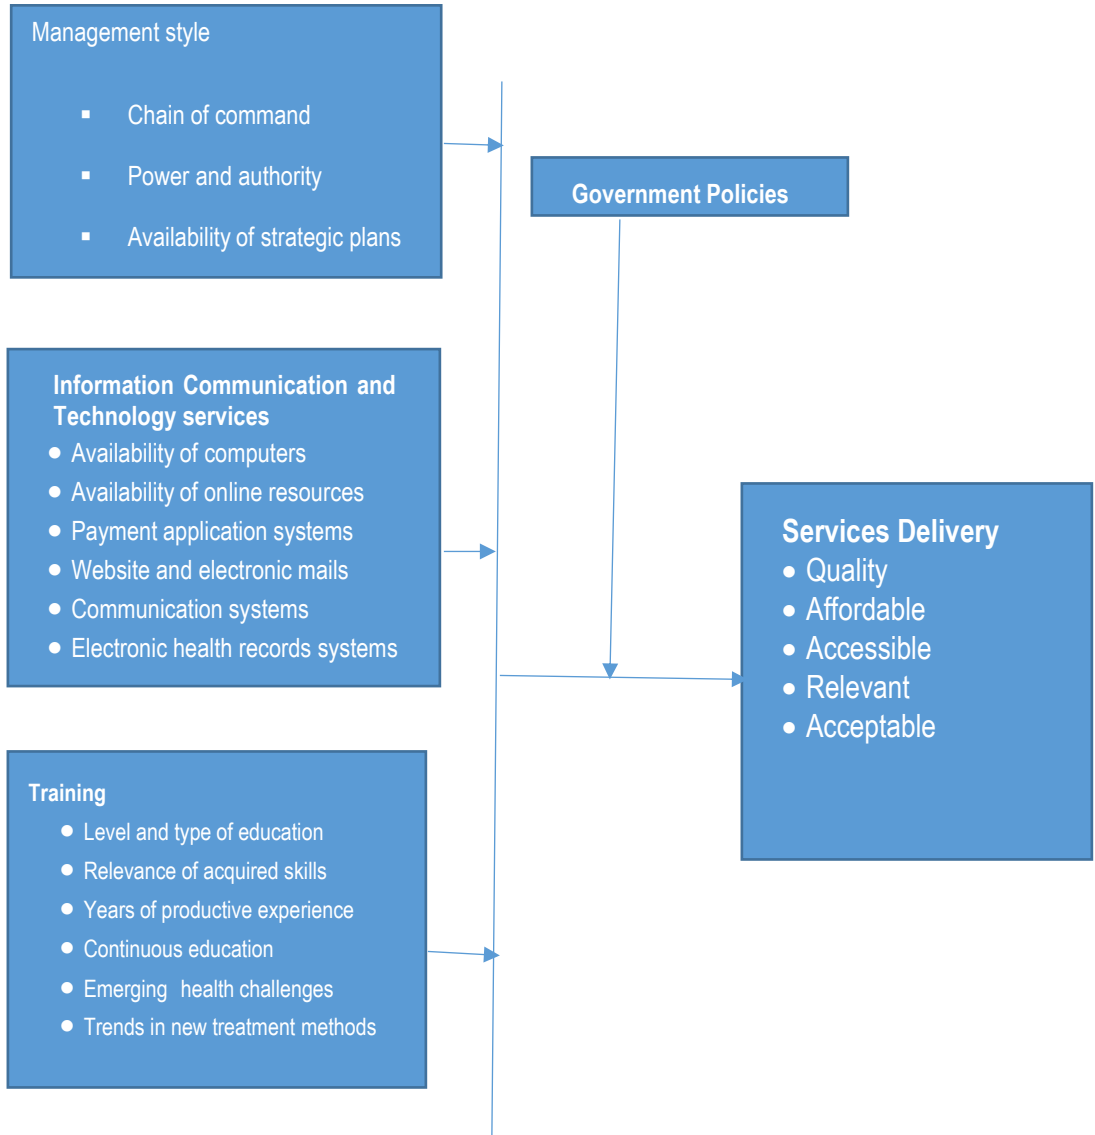 Management style
▪ Chain of command
▪ Power and authority
▪ Availability of strategic plans
Government Policies
Information Communication and
Technology services
● Availability of computers
● Availability of online resources
● Payment application systems
● Website and electronic mails
● Communication systems
● Electronic health records systems
Services Delivery
● Quality
● Affordable
● Accessible
● Relevant
● Acceptable
Training
● Level and type of education
● Relevance of acquired skills
● Years of productive experience
● Continuous education
● Emerging health challenges
● Trends in new treatment methods